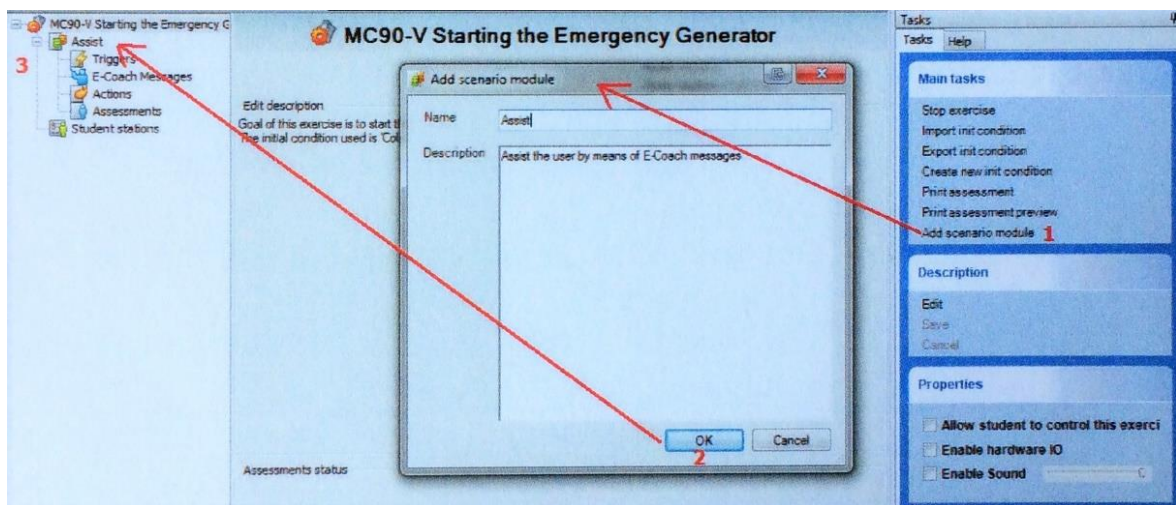 MC90-V Starting the Emergency G
Assist
3
Triggers
E-Coach Messages
Actions
Assessments
Student stations
MC90-V Starting the Emergency Generator
Edit description
Goal of this exercise is to start t
The initial condition used is 'Col
Assessments status
Add scenario module
Name
Assist
Description
Assist the user by means of E-Coach messages
OK
Cancel
2
Tasks
Tasks
Help
Main tasks
Stop exercise
Import init condition
Export init condition
Create new init condition
Print assessment
Print assessment preview
Add scenario module 1
Description
Edit
Save
Cancel
Properties
Allow student to control this exerci
Enable hardware IO
Enable Sound